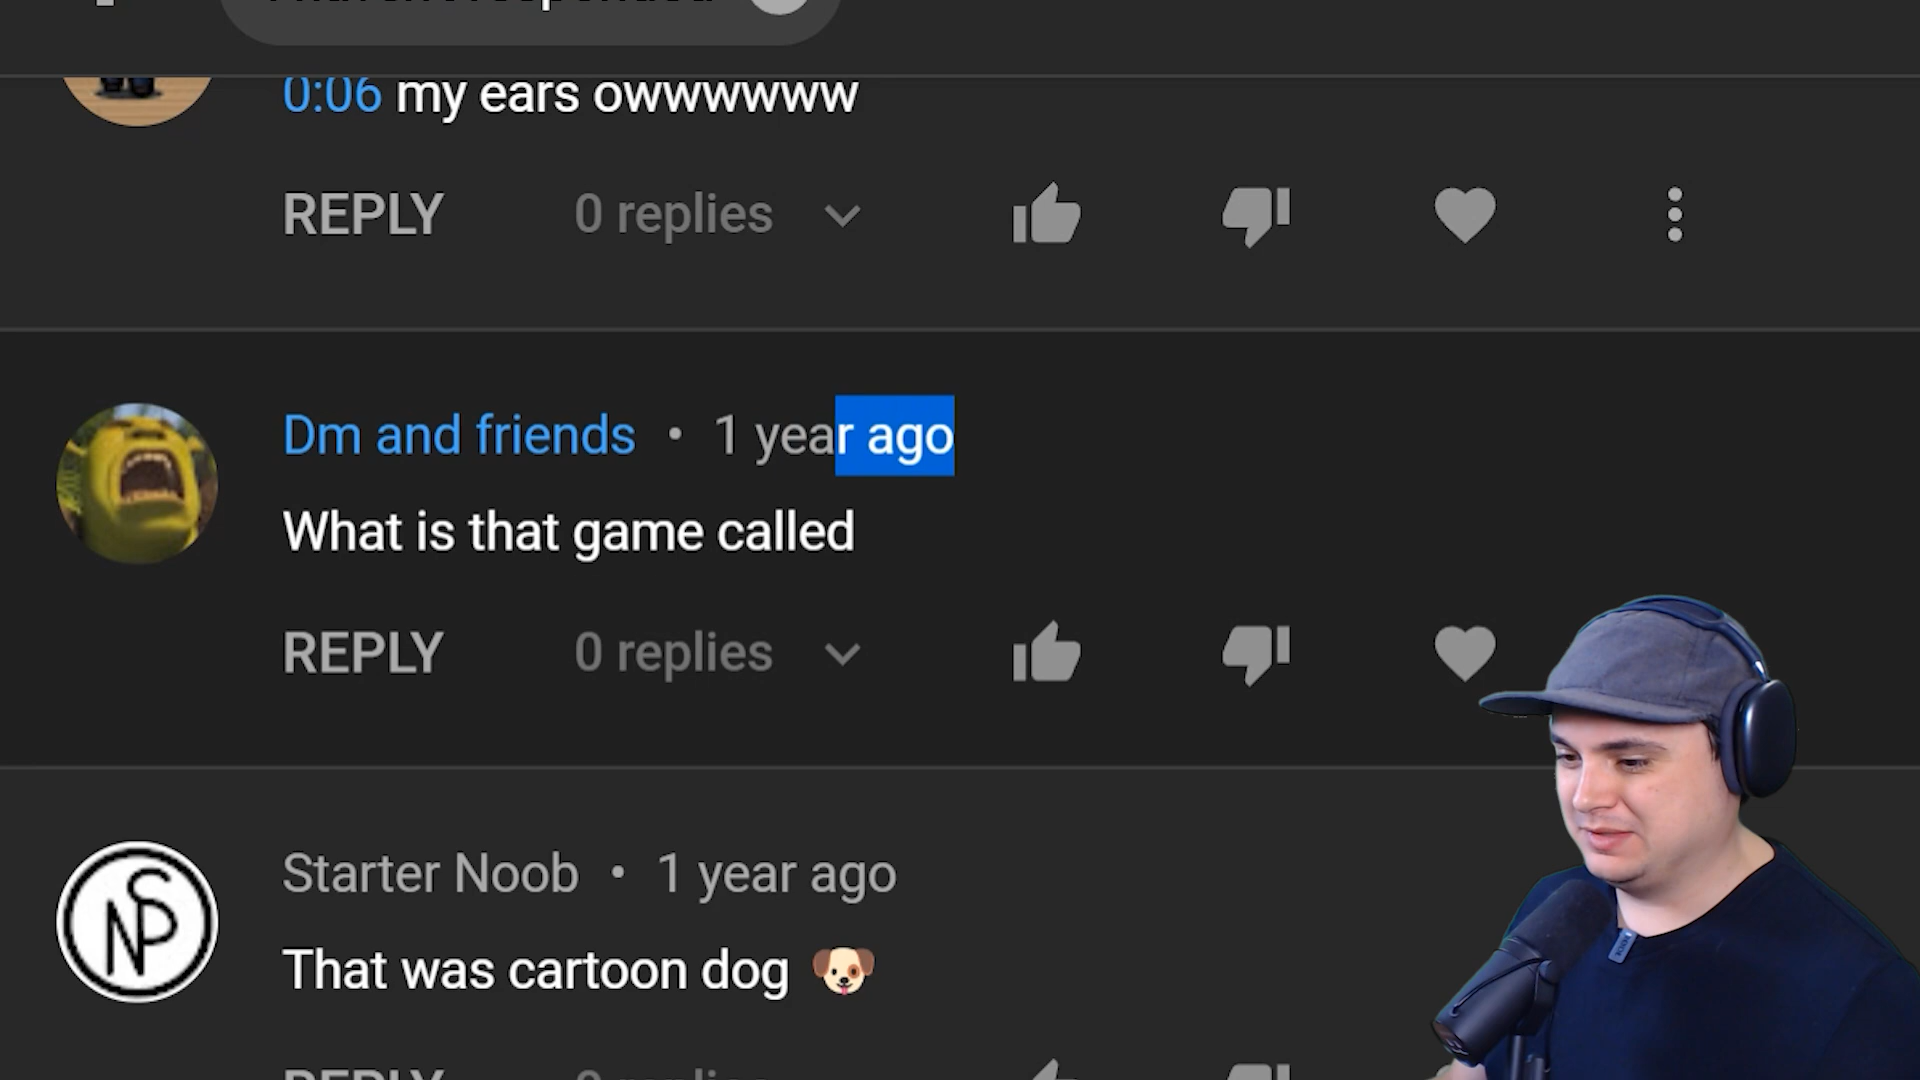 0:06 my ears owwwwww
REPLY 0 replies
Dm and friends • 1 year ago
What is that game called
REPLY 0 replies
Starter Noob • 1 year ago
That was cartoon dog 🐶